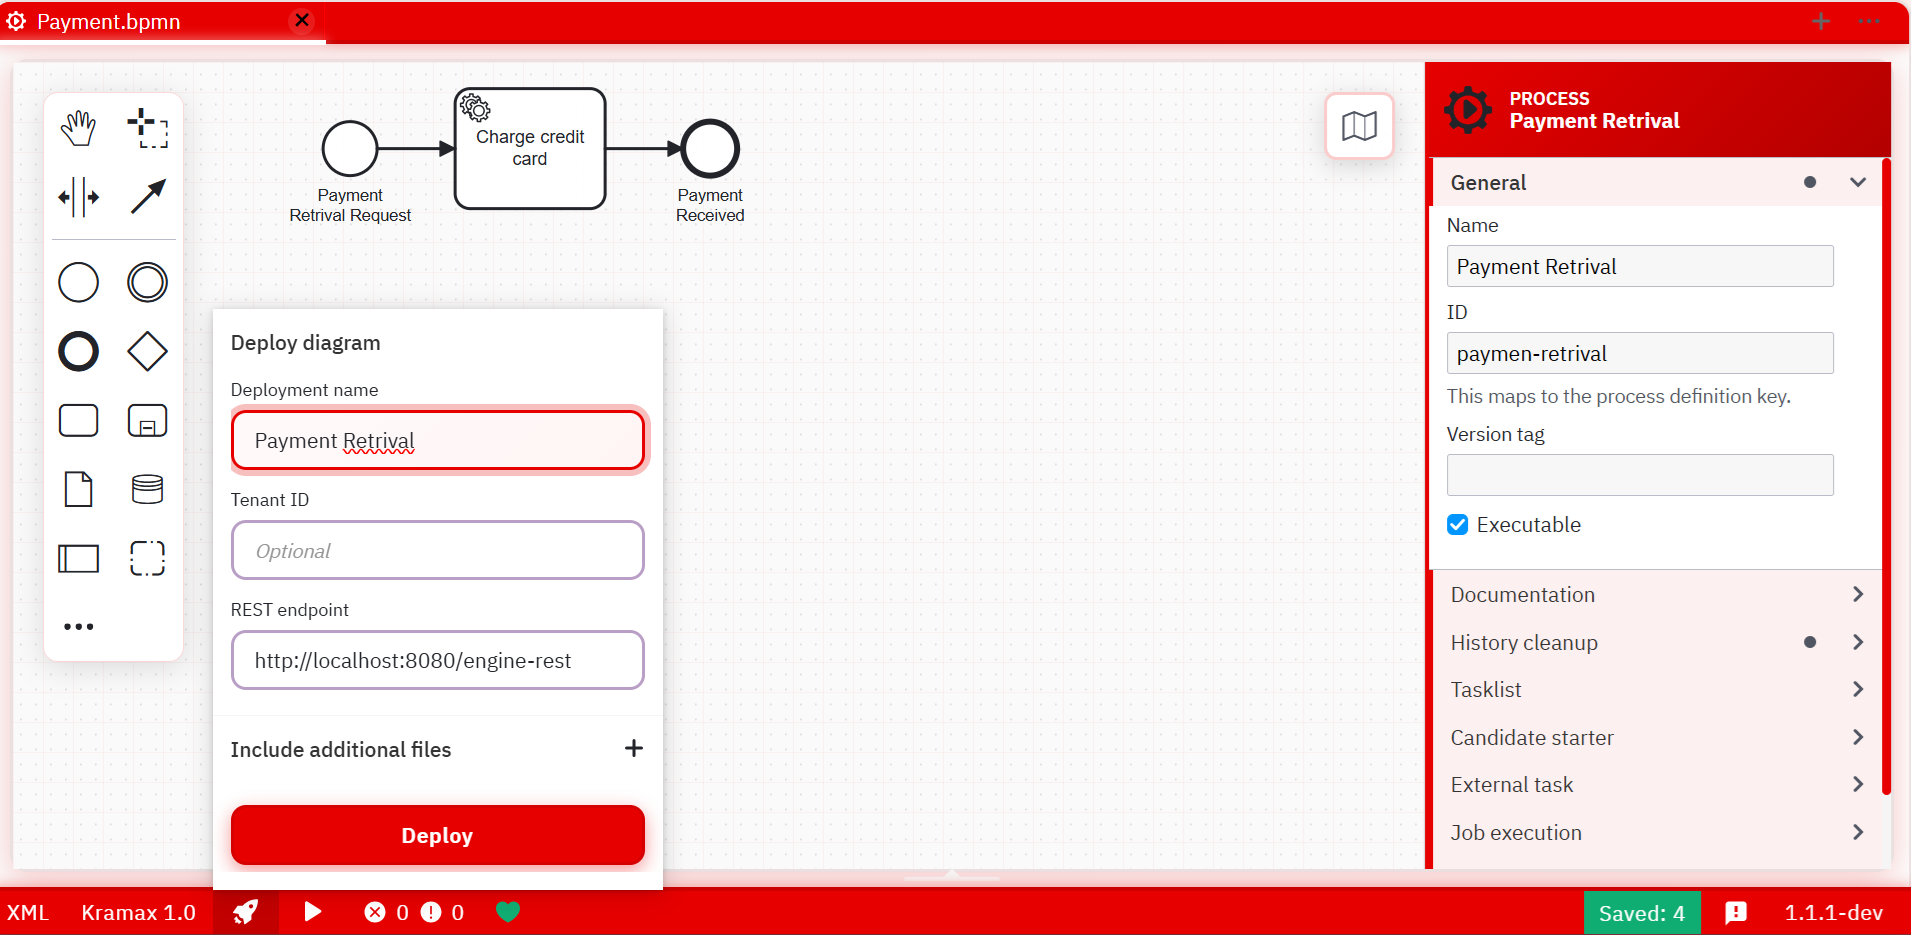 Payment.bpmn
Charge credit
card
Payment
Retrival Request
Payment
Received
Deploy diagram
Deployment name
Payment Retrival
Tenant ID
Optional
REST endpoint
http://localhost:8080/engine-rest
Include additional files
Deploy
PROCESS
Payment Retrival
General
Name
Payment Retrival
ID
paymen-retrival
This maps to the process definition key.
Version tag
Executable
Documentation
History cleanup
Tasklist
Candidate starter
External task
Job execution
XML
Kramax 1.0
0
0
Saved: 4
1.1.1-dev